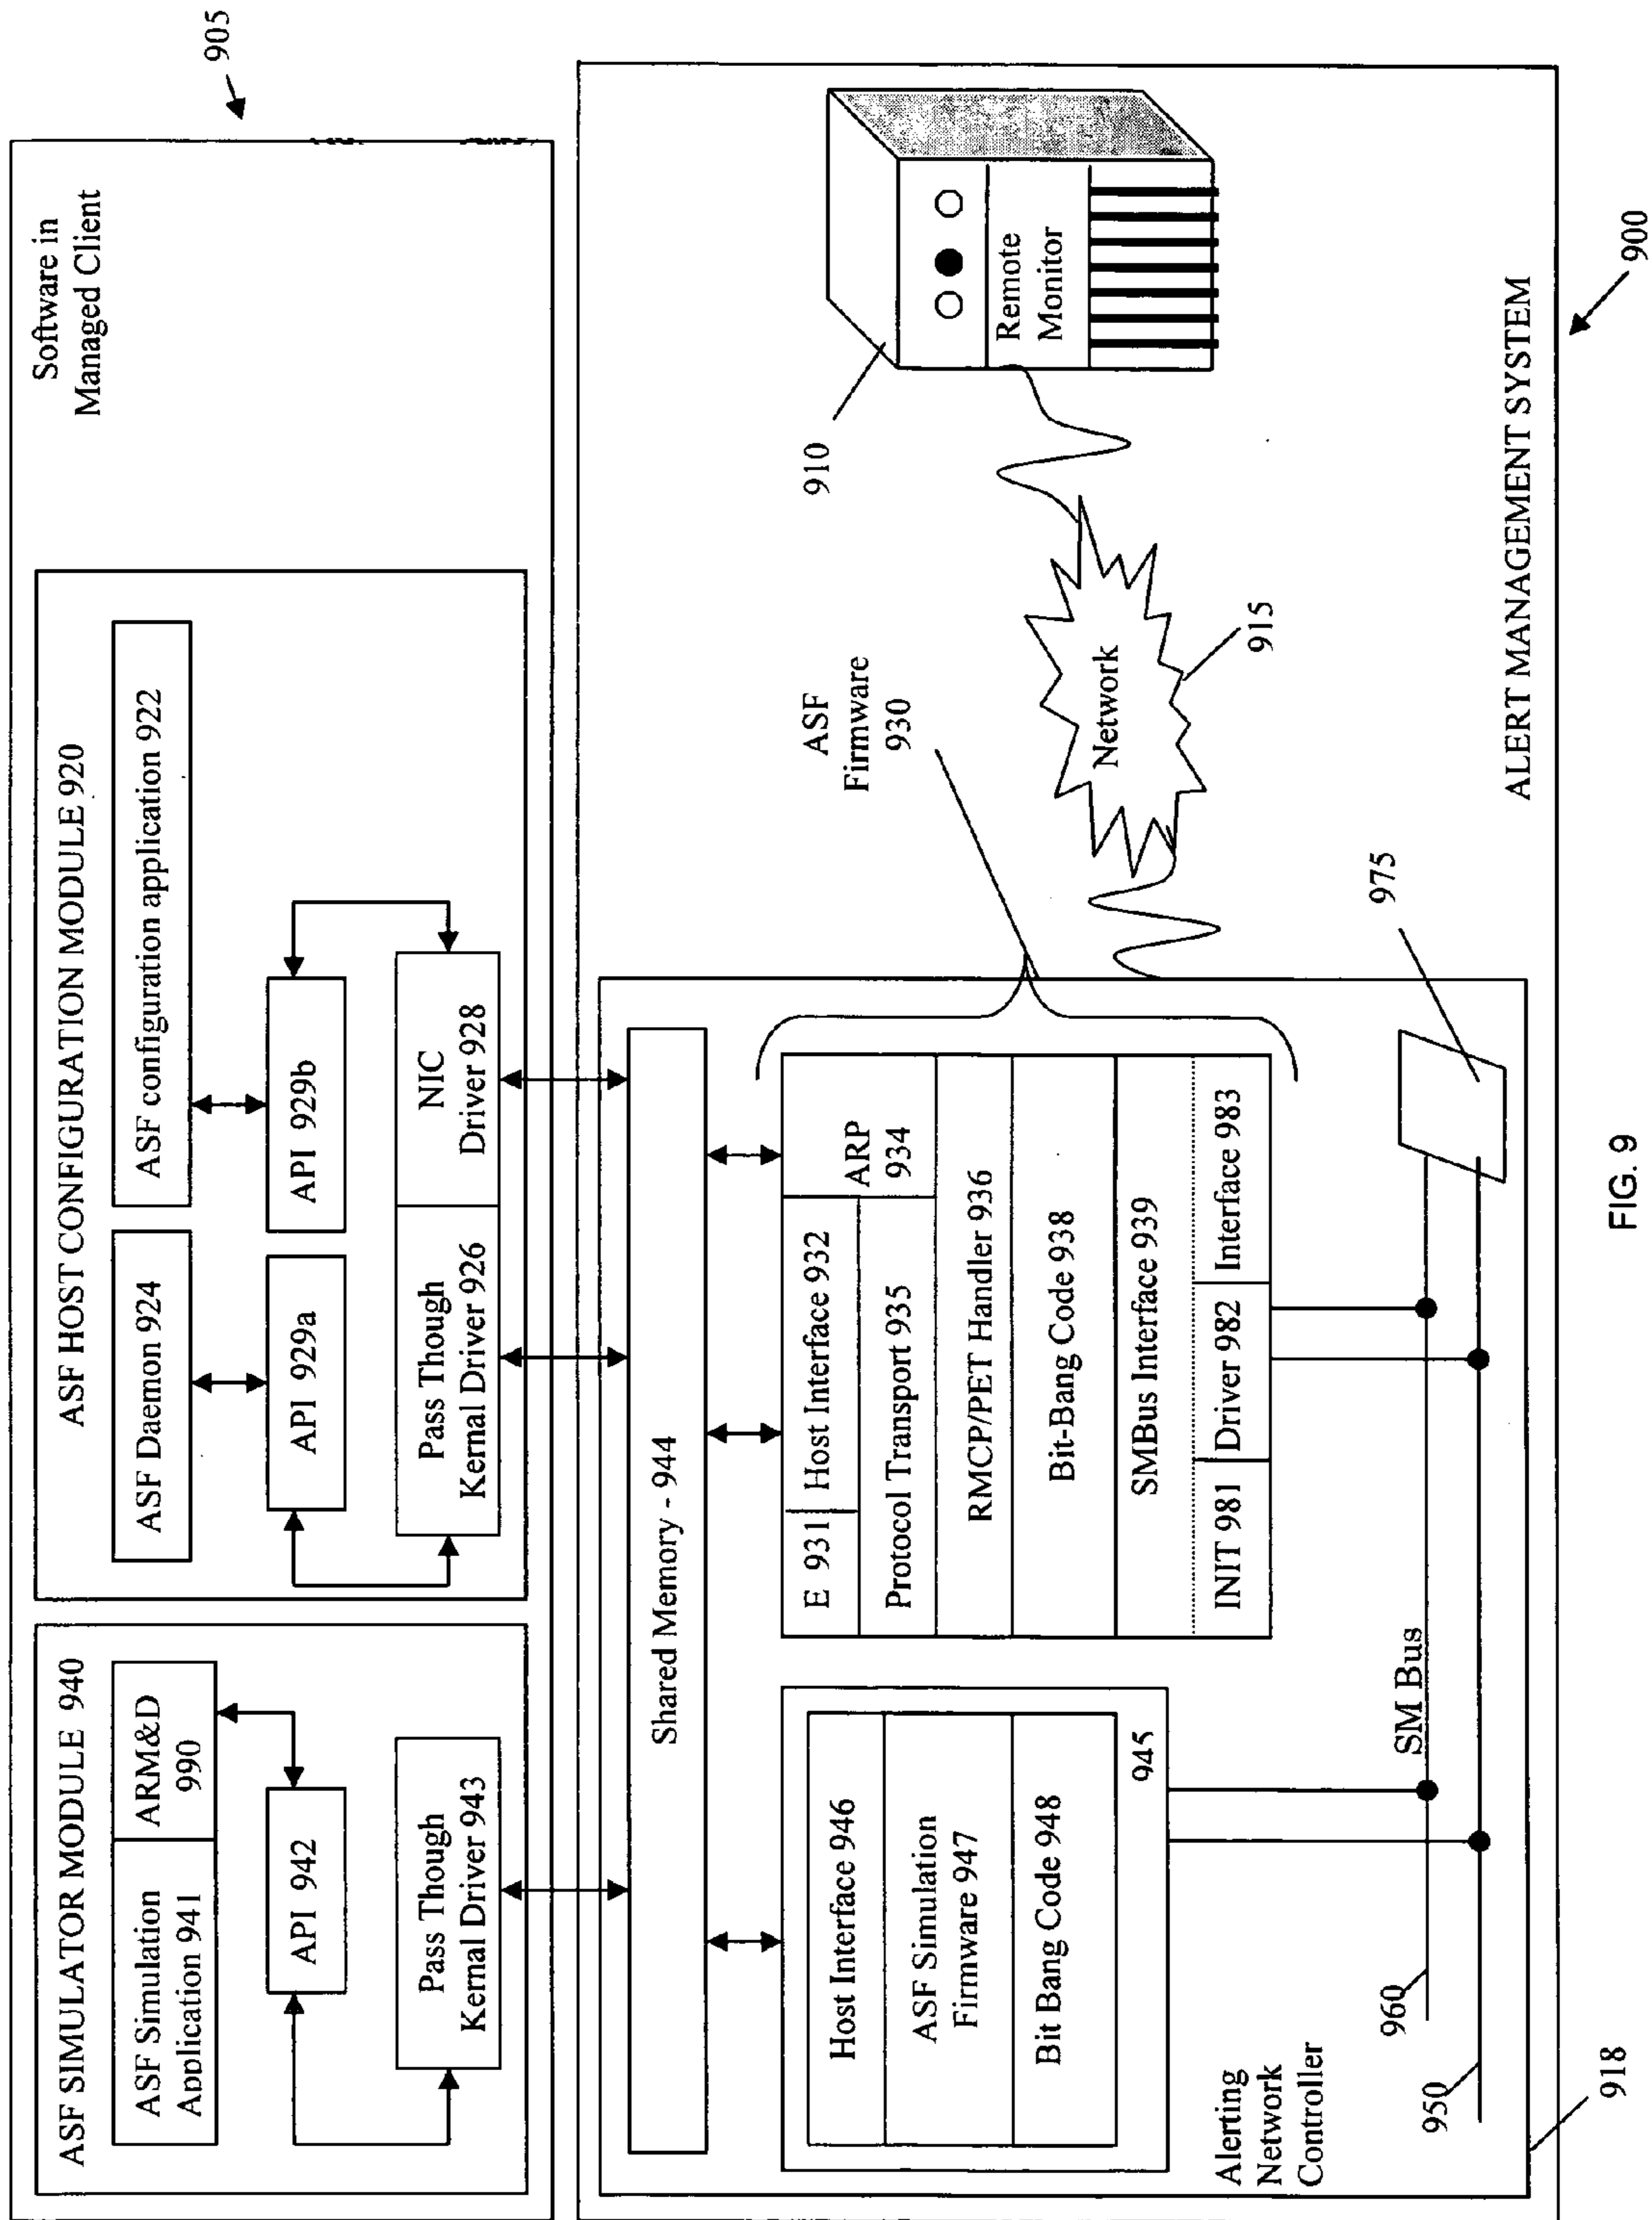 905
Software in
Managed Client
ASF SIMULATOR MODULE 940
ASF Simulation
Application 941
ARM&D
990
API 942
Pass Though
Kernal Driver 943
ASF HOST CONFIGURATION MODULE 920
ASF Daemon 924
ASF configuration application 922
API 929a
API 929b
Pass Though
Kernal Driver 926
NIC
Driver 928
Shared Memory - 944
Host Interface 946
ASF Simulation
Firmware 947
Bit Bang Code 948
945
E 931
Host Interface 932
ARP
934
Protocol Transport 935
RMCP/PET Handler 936
Bit-Bang Code 938
SMBus Interface 939
INIT 981
Driver 982
Interface 983
ASF
Firmware
930
910
Remote
Monitor
Network
915
Alerting
Network
Controller
SM Bus
960
950
975
918
ALERT MANAGEMENT SYSTEM
900
FIG. 9